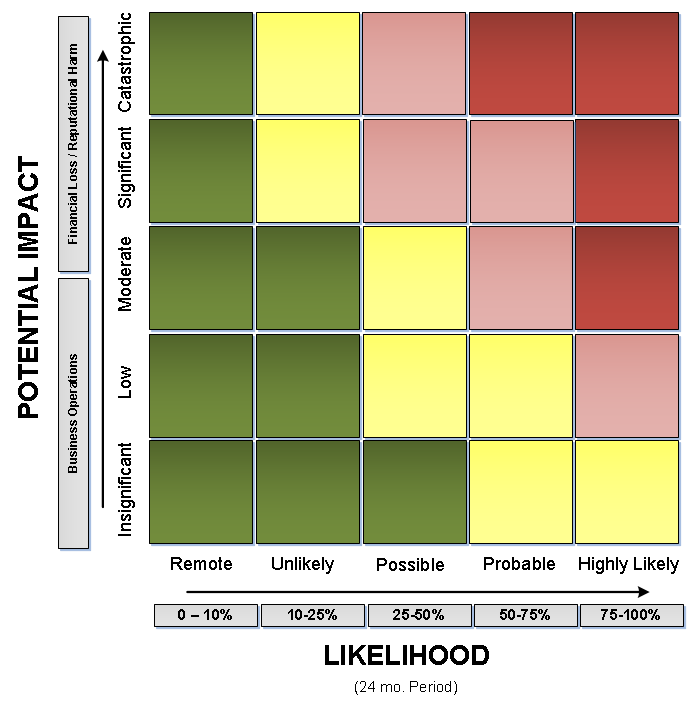 POTENTIAL IMPACT
Financial Loss / Reputational Harm
Business Operations
Catastrophic
Significant
Moderate
Low
Insignificant
Remote
Unlikely
Possible
Probable
Highly Likely
0 – 10%
10-25%
25-50%
50-75%
75-100%
LIKELIHOOD
(24 mo. Period)